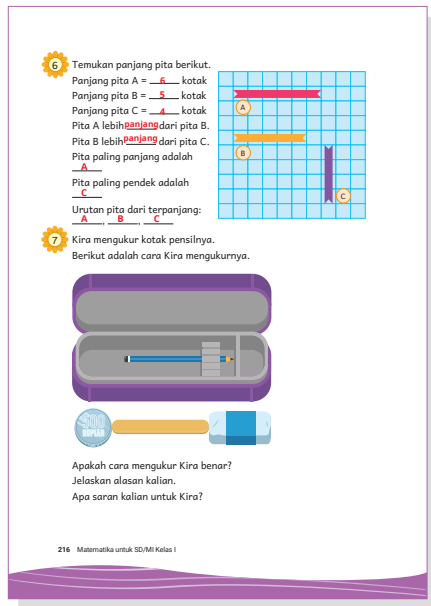 6 Temukan panjang pita berikut.
Panjang pita A = 6 kotak
Panjang pita B = 5 kotak
Panjang pita C = 4 kotak
Pita A lebih panjang dari pita B.
Pita B lebih panjang dari pita C.
Pita paling panjang adalah
A
Pita paling pendek adalah
C
Urutan pita dari terpanjang:
A, B, C
A
B
C
7 Kira mengukur kotak pensilnya.
Berikut adalah cara Kira mengukurnya.
500
RUPIAH
Apakah cara mengukur Kira benar?
Jelaskan alasan kalian.
Apa saran kalian untuk Kira?
216 Matematika untuk SD/MI Kelas I